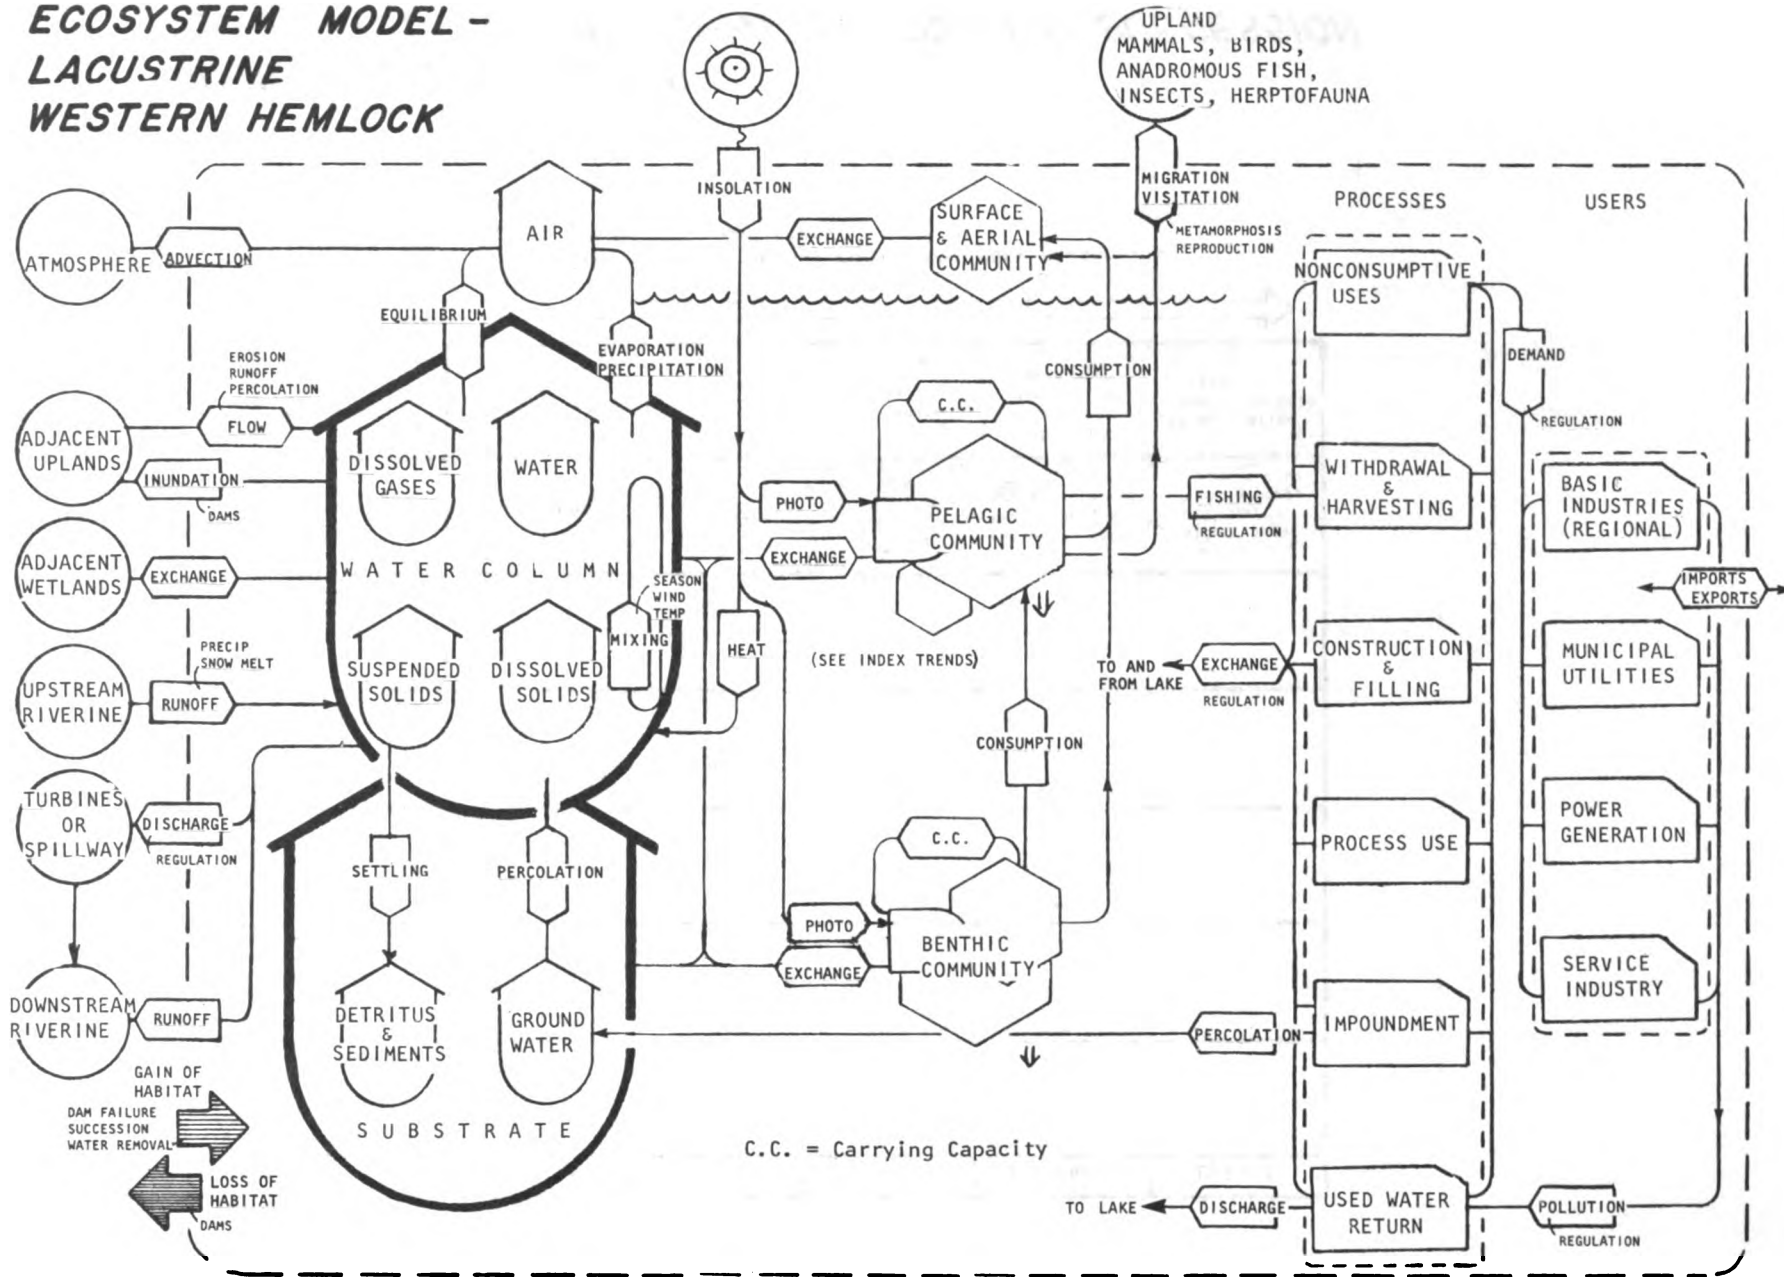 ECOSYSTEM MODEL -
LACUSTRINE
WESTERN HEMLOCK
UPLAND
MAMMALS, BIRDS,
ANADROMOUS FISH,
INSECTS, HERPTOFAUNA
INSOLATION
MIGRATION
VISITATION
METAMORPHOSIS
REPRODUCTION
PROCESSES
USERS
ATMOSPHERE
ADVECTION
AIR
EXCHANGE
SURFACE
& AERIAL
COMMUNITY
NONCONSUMPTIVE
USES
EQUILIBRIUM
EVAPORATION
PRECIPITATION
CONSUMPTION
DEMAND
REGULATION
EROSION
RUNOFF
PERCOLATION
FLOW
ADJACENT
UPLANDS
INUNDATION
DAMS
DISSOLVED
GASES
WATER
C.C.
PHOTO
PELAGIC
COMMUNITY
FISHING
REGULATION
WITHDRAWAL
&
HARVESTING
BASIC
INDUSTRIES
(REGIONAL)
ADJACENT
WETLANDS
EXCHANGE
WATER COLUMN
SEASON
WIND
TEMP
MIXING
EXCHANGE
IMPORTS
EXPORTS
PRECIP
SNOW MELT
UPSTREAM
RIVERINE
RUNOFF
SUSPENDED
SOLIDS
DISSOLVED
SOLIDS
HEAT
(SEE INDEX TRENDS)
TO AND
FROM LAKE
EXCHANGE
REGULATION
CONSTRUCTION
&
FILLING
MUNICIPAL
UTILITIES
CONSUMPTION
TURBINES
OR
SPILLWAY
DISCHARGE
REGULATION
SETTLING
PERCOLATION
C.C.
PROCESS USE
POWER
GENERATION
PHOTO
EXCHANGE
BENTHIC
COMMUNITY
SERVICE
INDUSTRY
DOWNSTREAM
RIVERINE
RUNOFF
DETRITUS
&
SEDIMENTS
GROUND
WATER
PERCOLATION
IMPOUNDMENT
GAIN OF
HABITAT
DAM FAILURE
SUCCESSION
WATER REMOVAL
SUBSTRATE
C.C. = Carrying Capacity
LOSS OF
HABITAT
DAMS
TO LAKE
DISCHARGE
USED WATER
RETURN
POLLUTION
REGULATION